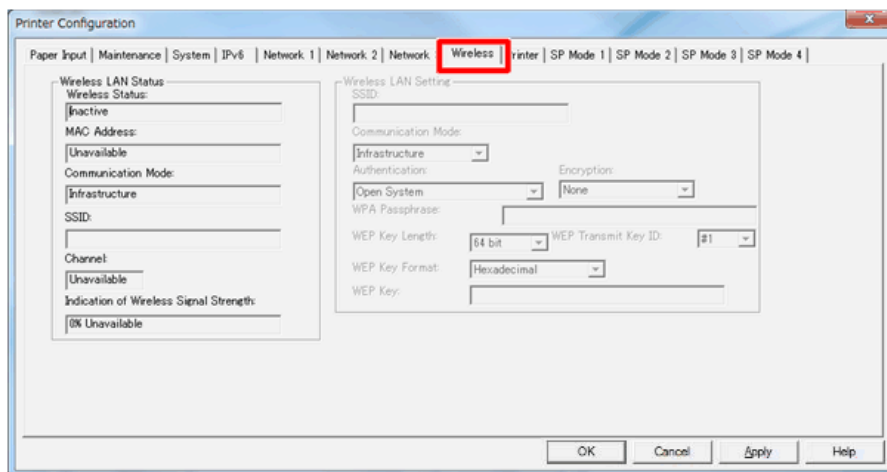 Printer Configuration
Paper Input | Maintenance | System | IPv6 | Network 1 | Network 2 | Network Wireless rinter | SP Mode 1 | SP Mode 2 | SP Mode 3 | SP Mode 4 |
Wireless LAN Status
Wireless Status:
Inactive
MAC Address:
Unavailable
Communication Mode:
Infrastructure
SSID:
Channel:
Unavailable
Indication of Wireless Signal Strength:
0% Unavailable
Wireless LAN Setting
SSID:
Communication Mode:
Infrastructure
Authentication: Encryption:
Open System None
WPA Passphrase:
WEP Key Length: 64 bit WEP Transmit Key ID: #1
WEP Key Format: Hexadecimal
WEP Key:
OK Cancel Apply Help